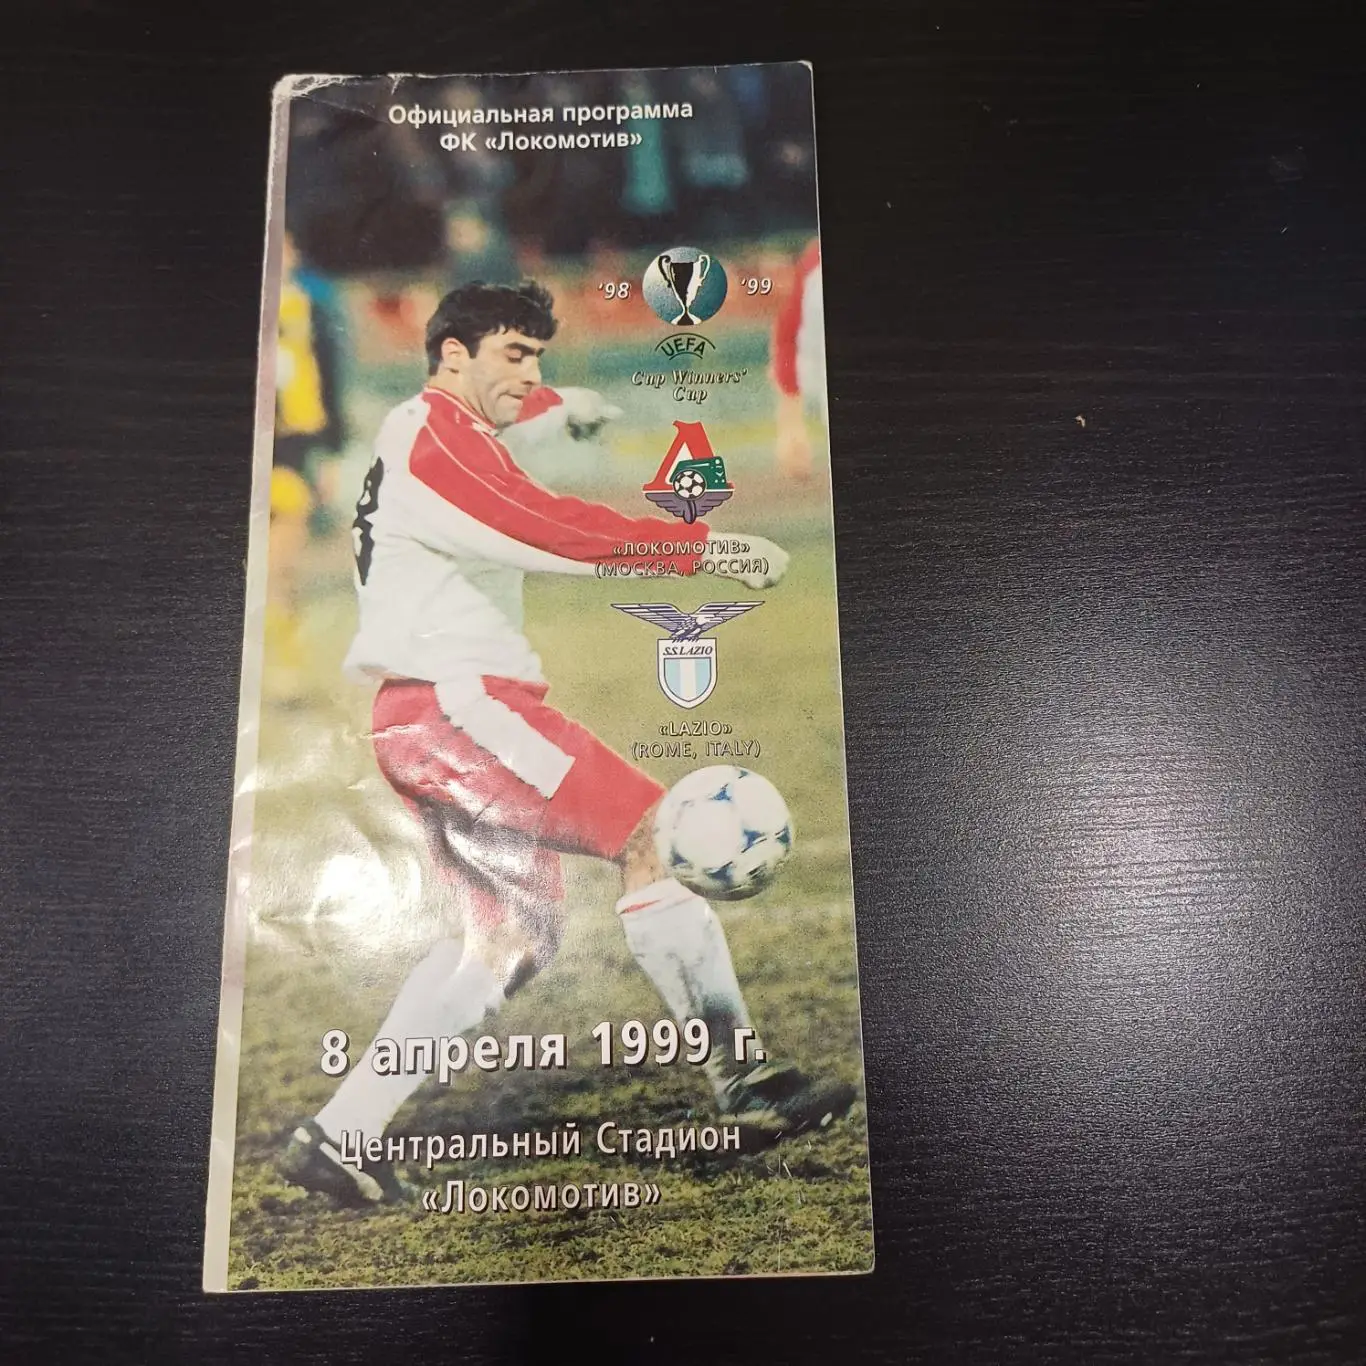 Официальная программа
ФК «Локомотив»
'98 '99
UEFA
Cup Winners'
Cup
«ЛОКОМОТИВ»
(МОСКВА, РОССИЯ)
S.S.LAZIO
«LAZIO»
(ROME, ITALY)
8 апреля 1999 г.
Центральный Стадион
«Локомотив»